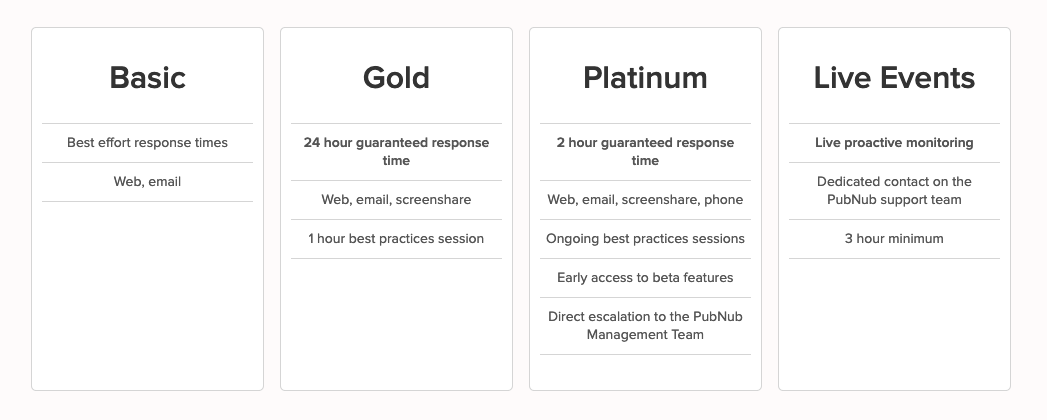 Basic
Best effort response times
Web, email
Gold
24 hour guaranteed response
time
Web, email, screenshare
1 hour best practices session
Platinum
2 hour guaranteed response
time
Web, email, screenshare, phone
Ongoing best practices sessions
Early access to beta features
Direct escalation to the PubNub
Management Team
Live Events
Live proactive monitoring
Dedicated contact on the
PubNub support team
3 hour minimum